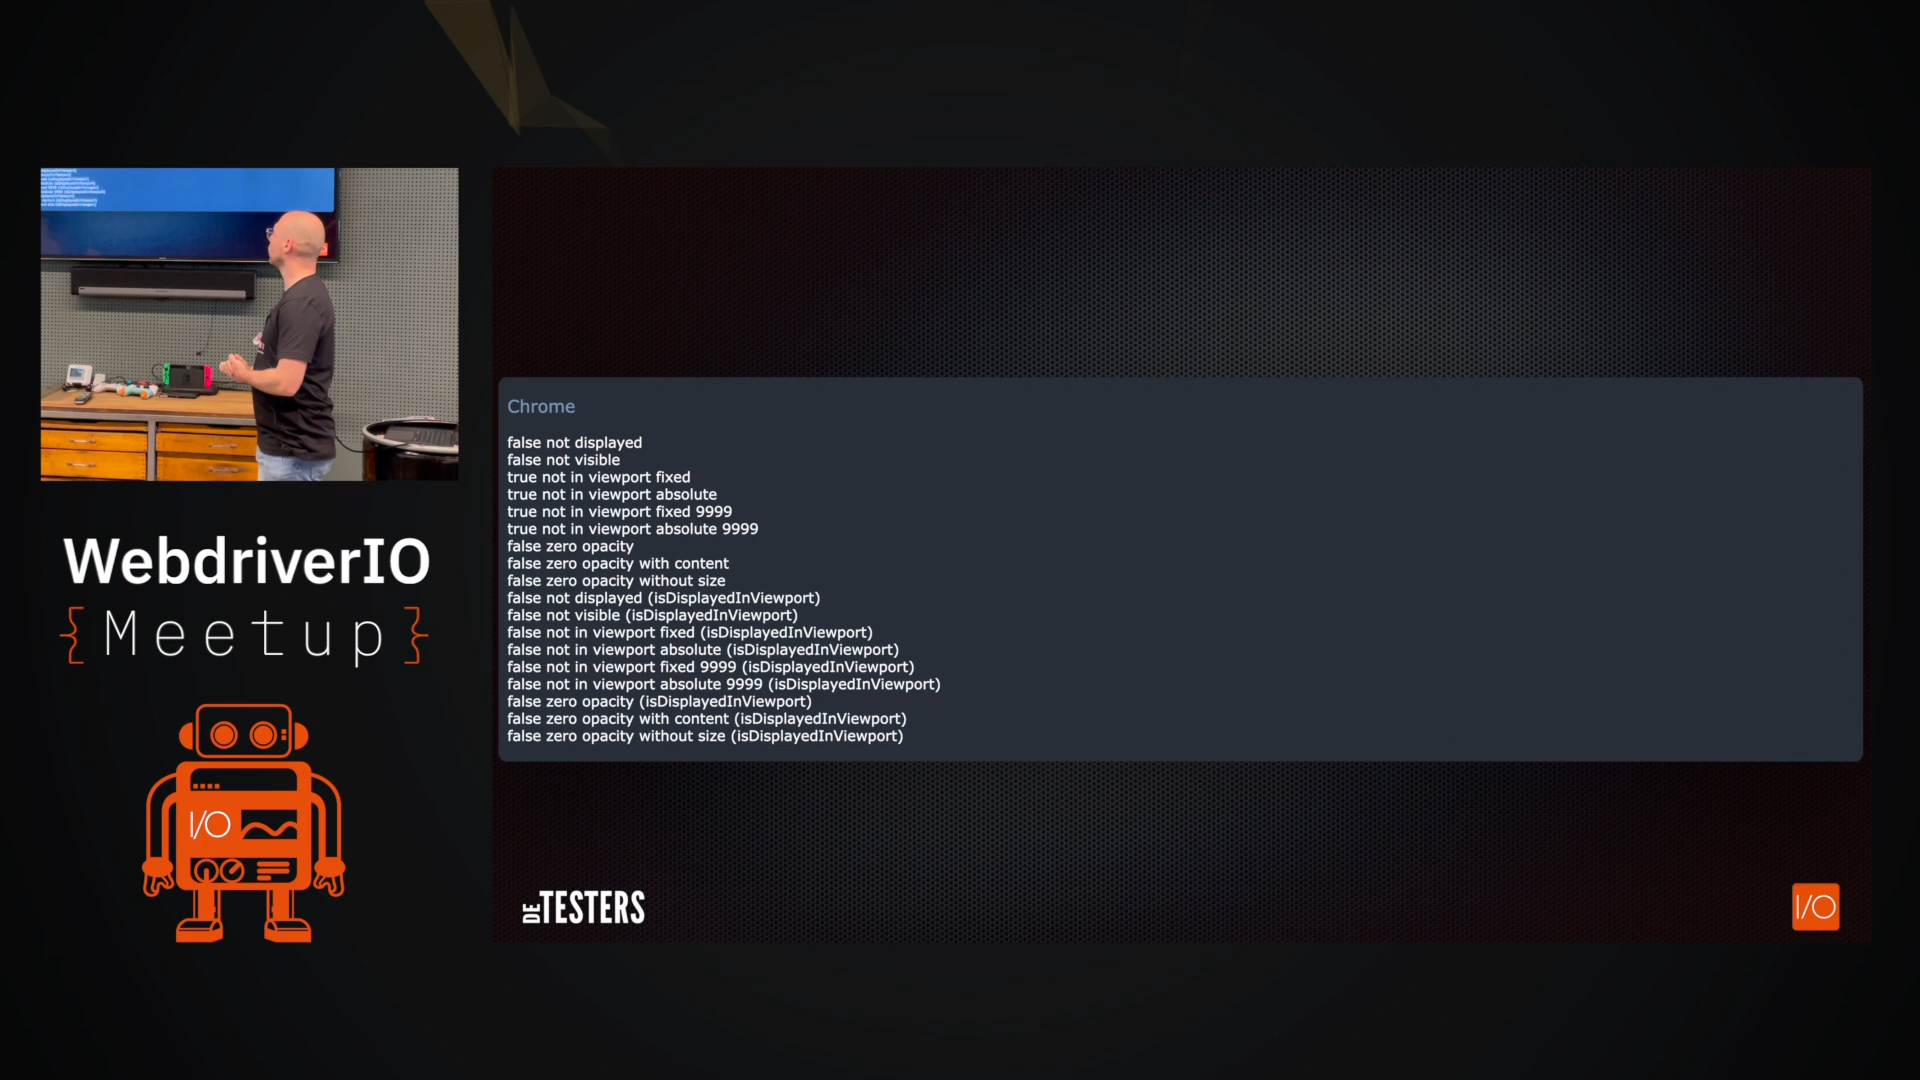 WebdriverIO
{Meetup}
I/O
Chrome
false not displayed
false not visible
true not in viewport fixed
true not in viewport absolute
true not in viewport fixed 9999
true not in viewport absolute 9999
false zero opacity
false zero opacity with content
false zero opacity without size
false not displayed (isDisplayedInViewport)
false not visible (isDisplayedInViewport)
false not in viewport fixed (isDisplayedInViewport)
false not in viewport absolute (isDisplayedInViewport)
false not in viewport fixed 9999 (isDisplayedInViewport)
false not in viewport absolute 9999 (isDisplayedInViewport)
false zero opacity (isDisplayedInViewport)
false zero opacity with content (isDisplayedInViewport)
false zero opacity without size (isDisplayedInViewport)
DE TESTERS
I/O